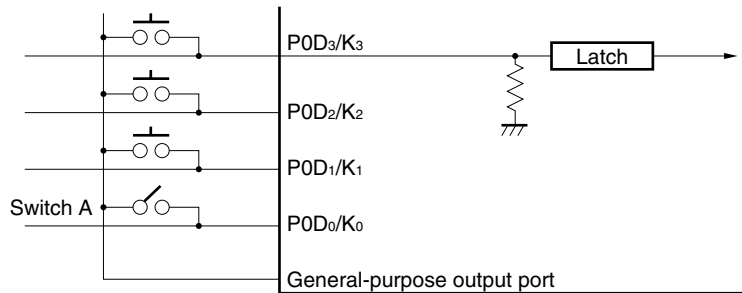 P0D3/K3
Latch
P0D2/K2
P0D1/K1
Switch A
P0D0/K0
General-purpose output port